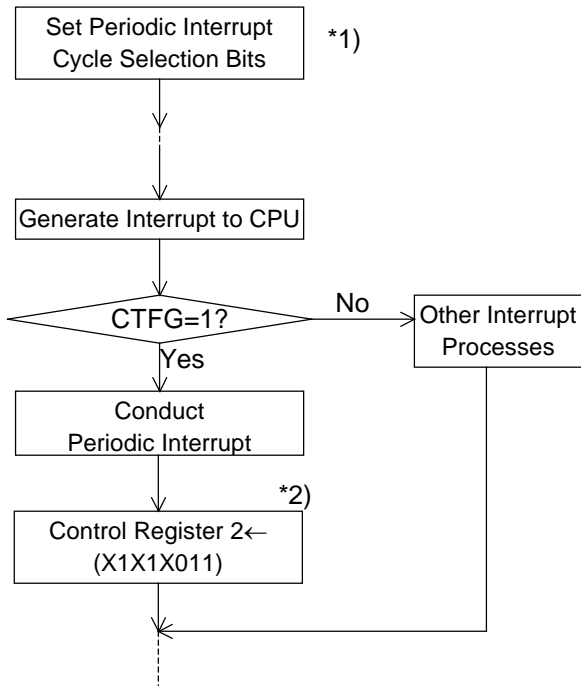 Set Periodic Interrupt
Cycle Selection Bits
*1)
Generate Interrupt to CPU
CTFG=1?
No
Other Interrupt
Processes
Yes
Conduct
Periodic Interrupt
*2)
Control Register 2←
(X1X1X011)